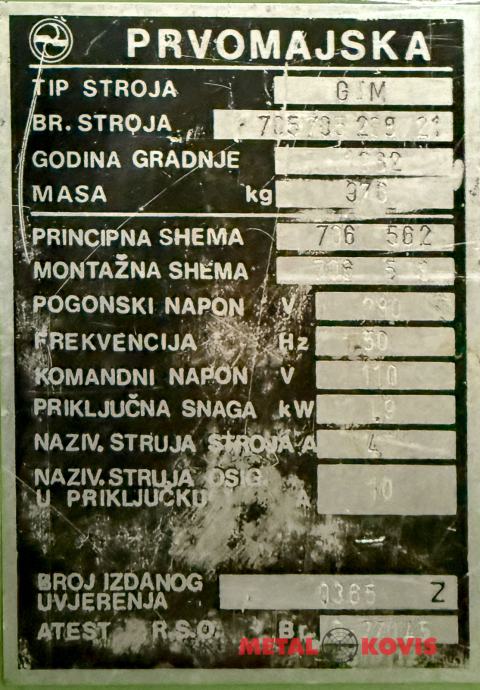 PRVOMAJSKA
TIP STROJA
BR. STROJA
GODINA GRADNJE
MASA kg 976
PRINCIPNA SHEMA 706 562
MONTAŽNA SHEMA
POGONSKI NAPON V
FREKVENCIJA Hz 50
KOMANDNI NAPON V 110
PRIKLJUČNA SNAGA kW
NAZIV. STRUJA STROJA A 4
NAZIV. STRUJA OSIG.
U PRIKLJUČKU A 10
BROJ IZDANOG
UVJERENJA 0365 Z
ATEST R.S.O. Br.
METAL KOVIS